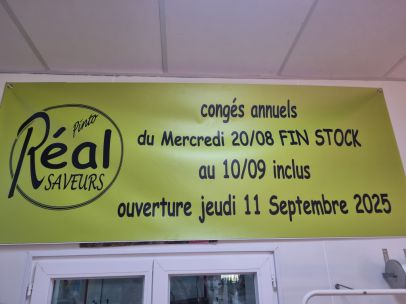 Pinto
Réal
SAVEURS
congés annuels
du Mercredi 20/08 FIN STOCK
au 10/09 inclus
ouverture jeudi 11 Septembre 2025